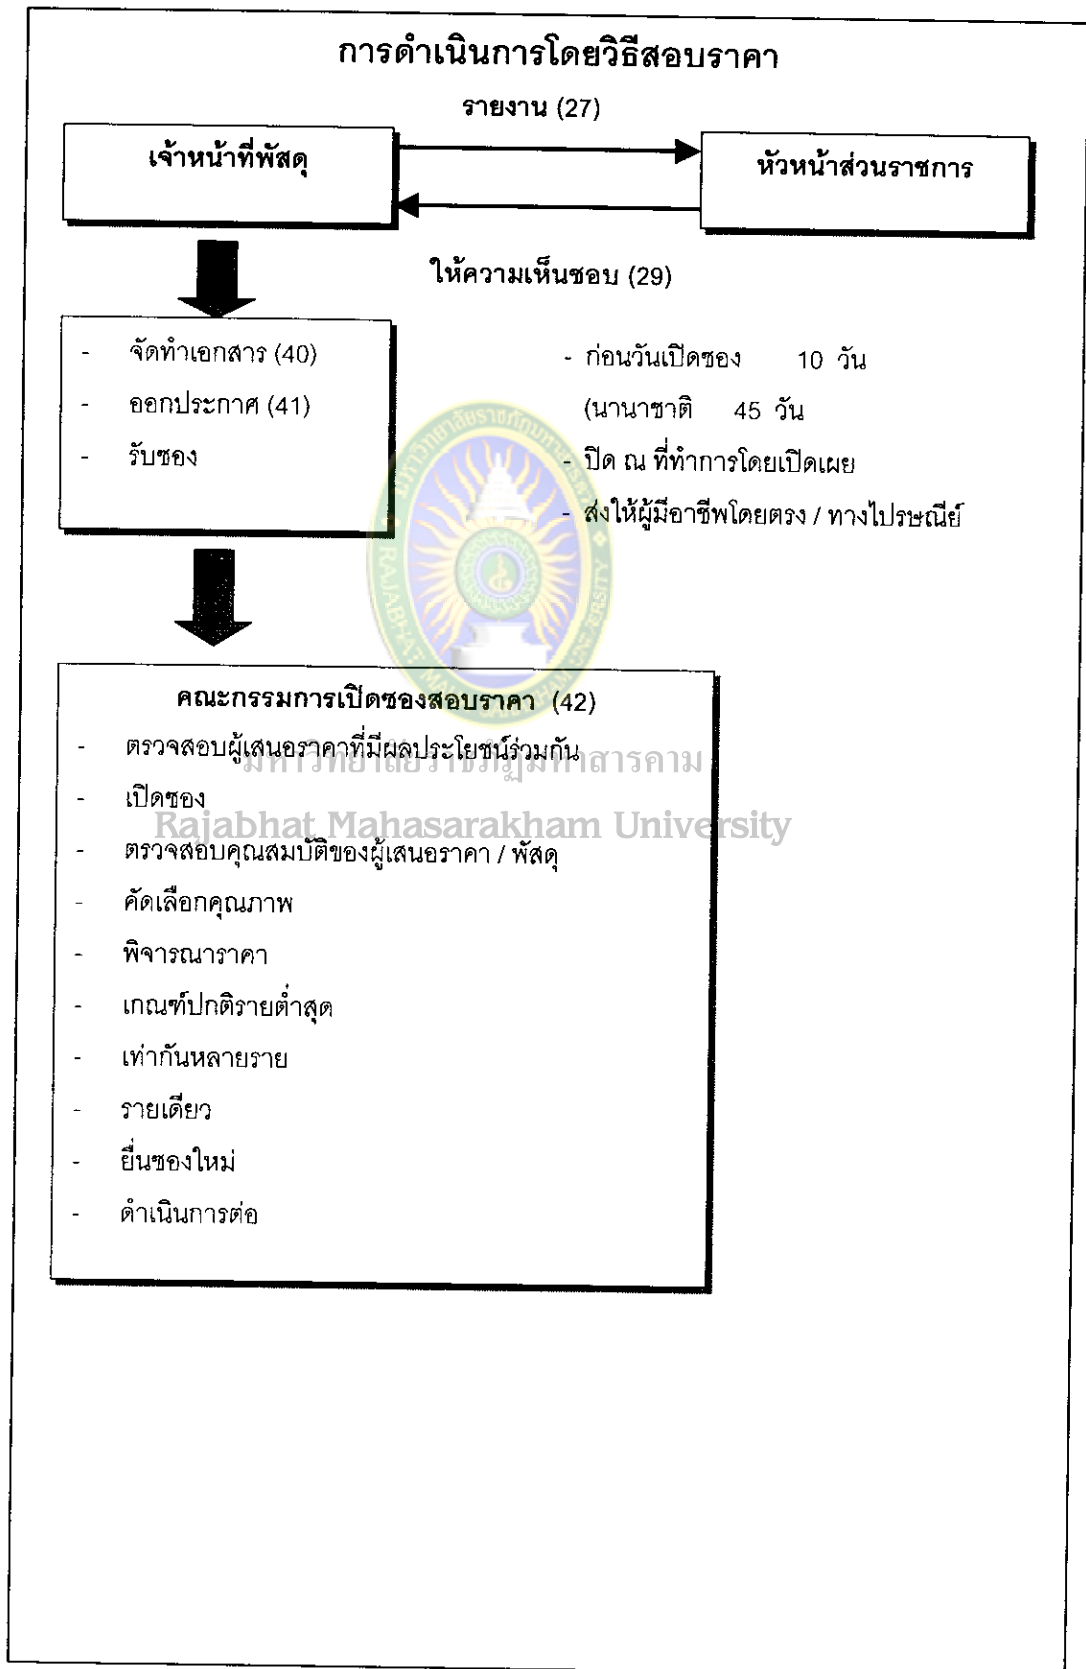 การดำเนินการโดยวิธีสอบราคา
รายงาน (27)
เจ้าหน้าที่พัสดุ
หัวหน้าส่วนราชการ
ให้ความเห็นชอบ (29)
- จัดทำเอกสาร (40)
- ออกประกาศ (41)
- รับซอง
- ก่อนวันเปิดซอง 10 วัน
(นานาชาติ 45 วัน
- ปิด ณ ที่ทำการโดยเปิดเผย
- ส่งให้ผู้มีอาชีพโดยตรง / ทางไปรษณีย์
คณะกรรมการเปิดซองสอบราคา (42)
- ตรวจสอบผู้เสนอราคาที่มีผลประโยชน์ร่วมกัน
มหาวิทยาลัยราชภัฏมหาสารคาม
- เปิดซอง
Rajabhat Mahasarakham University
- ตรวจสอบคุณสมบัติของผู้เสนอราคา / พัสดุ
- คัดเลือกคุณภาพ
- พิจารณาราคา
- เกณฑ์ปกติรายต่ำสุด
- เท่ากันหลายราย
- รายเดียว
- ยื่นซองใหม่
- ดำเนินการต่อ